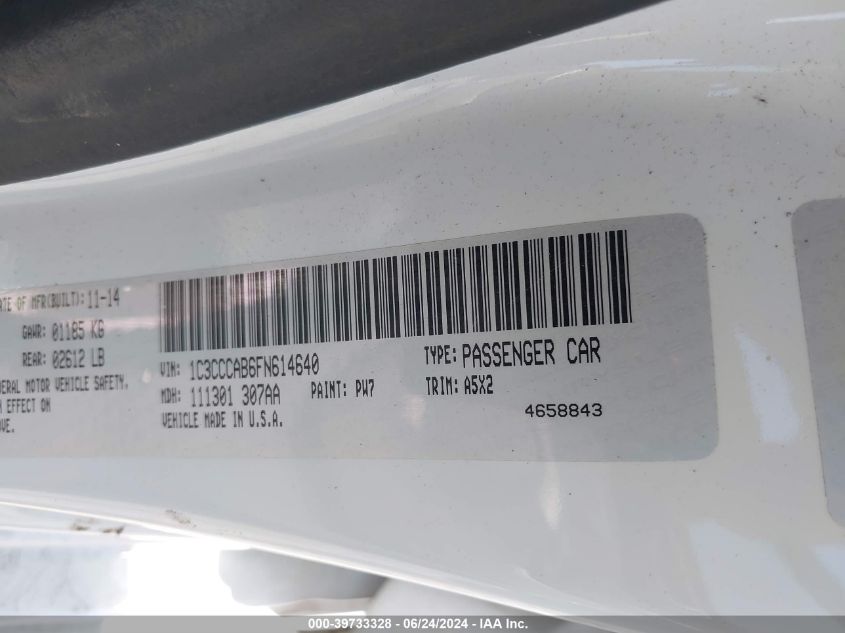 ATE OF MFR(BUILT): 11-14
GAWR: 01185 KG
REAR: 02612 LB
VIN: 1C3CCCAB6FN614640 TYPE: PASSENGER CAR
ERAL MOTOR VEHICLE SAFETY,
MDH: 111301 307AA PAINT: PW7 TRIM: A5X2
EFFECT ON
VEHICLE MADE IN U.S.A. 4658843
OVE.
000-39733328 - 06/24/2024 - IAA Inc.